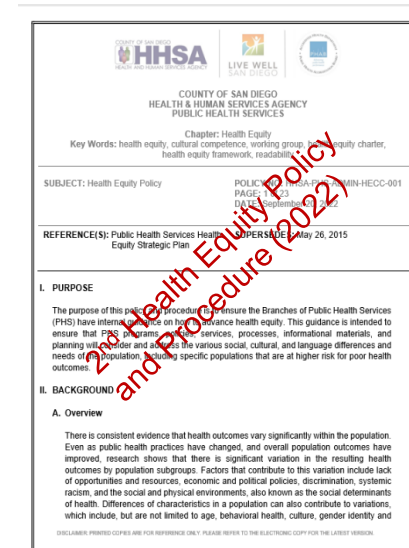 COUNTY OF SAN DIEGO
HHSA
HEALTH AND HUMAN SERVICES AGENCY
LIVE WELL
SAN DIEGO
COUNTY OF SAN DIEGO
HEALTH & HUMAN SERVICES AGENCY
PUBLIC HEALTH SERVICES
Chapter: Health Equity
Key Words: health equity, cultural competence, working group, health equity charter,
health equity framework, readability
SUBJECT: Health Equity Policy
POLICY NO: HHSA-PHS-ADMIN-HECC-001
PAGE: 1 of 23
DATE: September 20, 2022
REFERENCE(S): Public Health Services Health
Equity Strategic Plan
SUPERSEDES: May 26, 2015
2nd Health Equity Policy
and Procedure (2022)
I. PURPOSE
The purpose of this policy and procedure is to ensure the Branches of Public Health Services
(PHS) have internal guidance on how to advance health equity. This guidance is intended to
ensure that PHS programs, policies, services, processes, informational materials, and
planning will consider and address the various social, cultural, and language differences and
needs of the population, including specific populations that are at higher risk for poor health
outcomes.
II. BACKGROUND
A. Overview
There is consistent evidence that health outcomes vary significantly within the population.
Even as public health practices have changed, and overall population outcomes have
improved, research shows that there is significant variation in the resulting health
outcomes by population subgroups. Factors that contribute to this variation include lack
of opportunities and resources, economic and political policies, discrimination, systemic
racism, and the social and physical environments, also known as the social determinants
of health. Differences of characteristics in a population can also contribute to variations,
which include, but are not limited to age, behavioral health, culture, gender identity and
DISCLAIMER: PRINTED COPIES ARE FOR REFERENCE ONLY. PLEASE REFER TO THE ELECTRONIC COPY FOR THE LATEST VERSION.